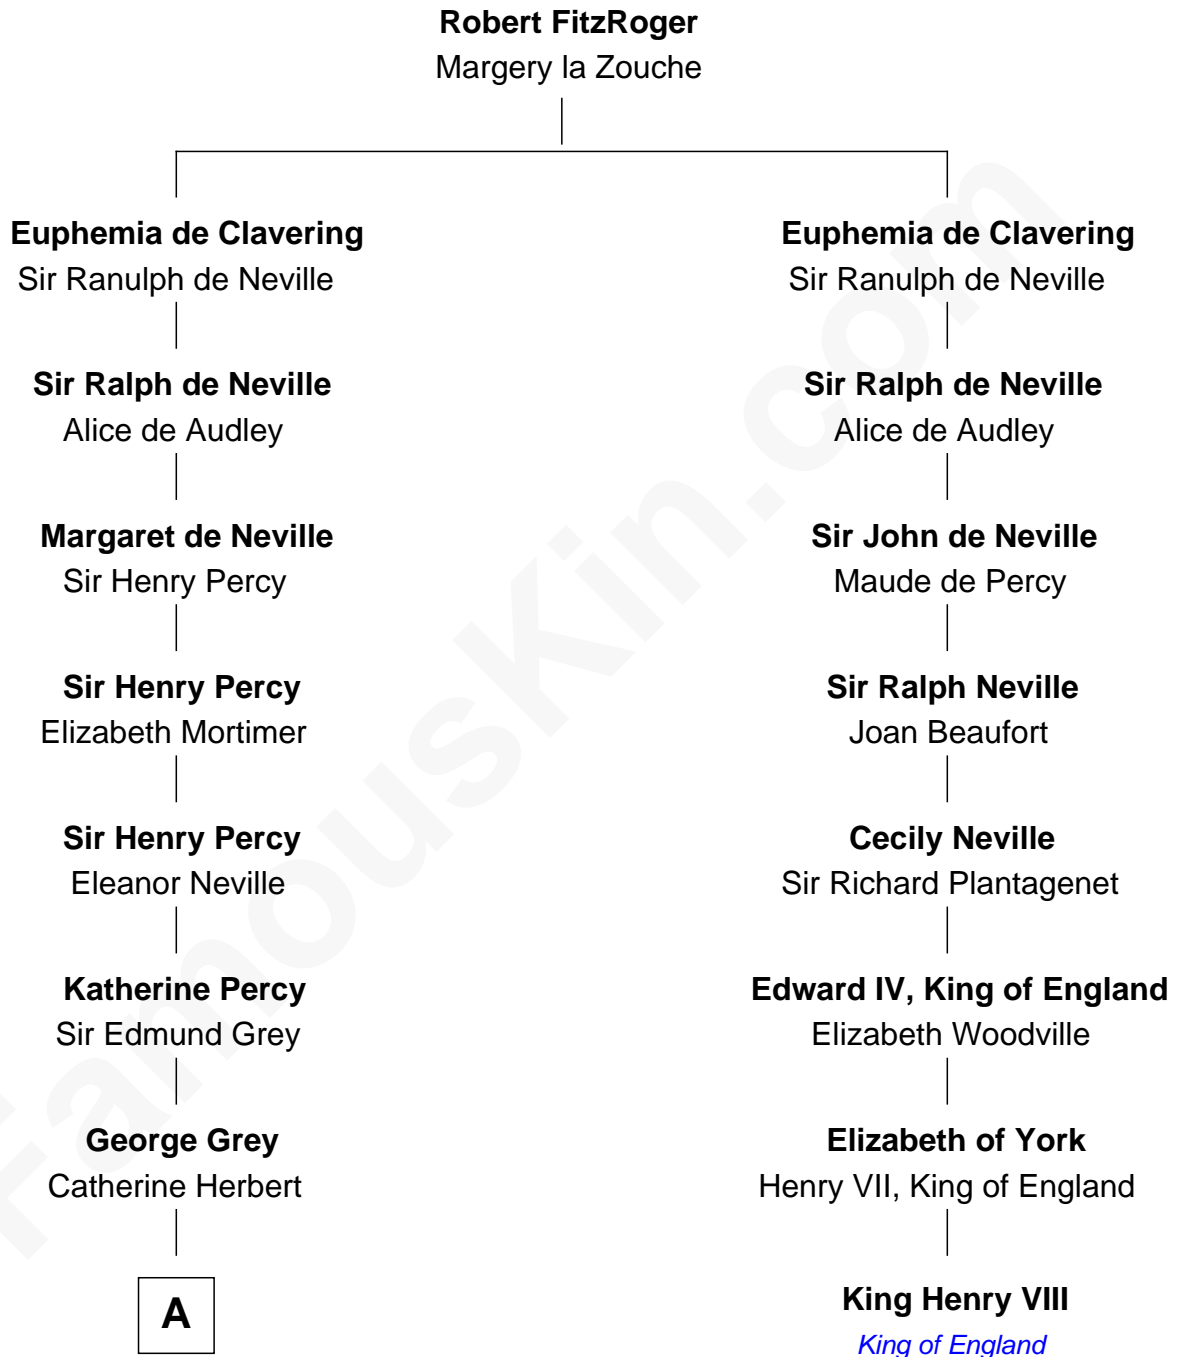 Robert FitzRoger
Margery la Zouche
Euphemia de Clavering
Sir Ranulph de Neville
Sir Ralph de Neville
Alice de Audley
Margaret de Neville
Sir Henry Percy
Sir Henry Percy
Elizabeth Mortimer
Sir Henry Percy
Eleanor Neville
Katherine Percy
Sir Edmund Grey
George Grey
Catherine Herbert
A
Euphemia de Clavering
Sir Ranulph de Neville
Sir Ralph de Neville
Alice de Audley
Sir John de Neville
Maude de Percy
Sir Ralph Neville
Joan Beaufort
Cecily Neville
Sir Richard Plantagenet
Edward IV, King of England
Elizabeth Woodville
Elizabeth of York
Henry VII, King of England
King Henry VIII
King of England
FamousKin.com